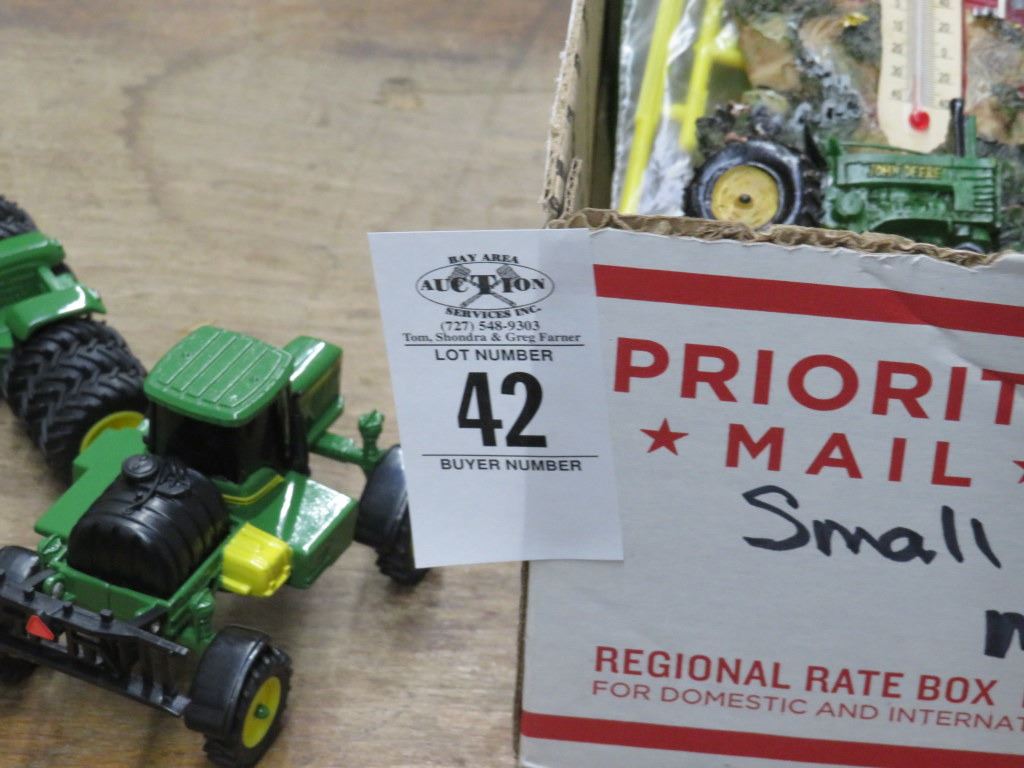 BAY AREA
AUCTION
SERVICES INC.
(727) 548-9303
Tom, Shondra & Greg Farner
LOT NUMBER
42
BUYER NUMBER
JOHN DEERE
PRIORIT
MAIL
Small
REGIONAL RATE BOX
FOR DOMESTIC AND INTERNAT